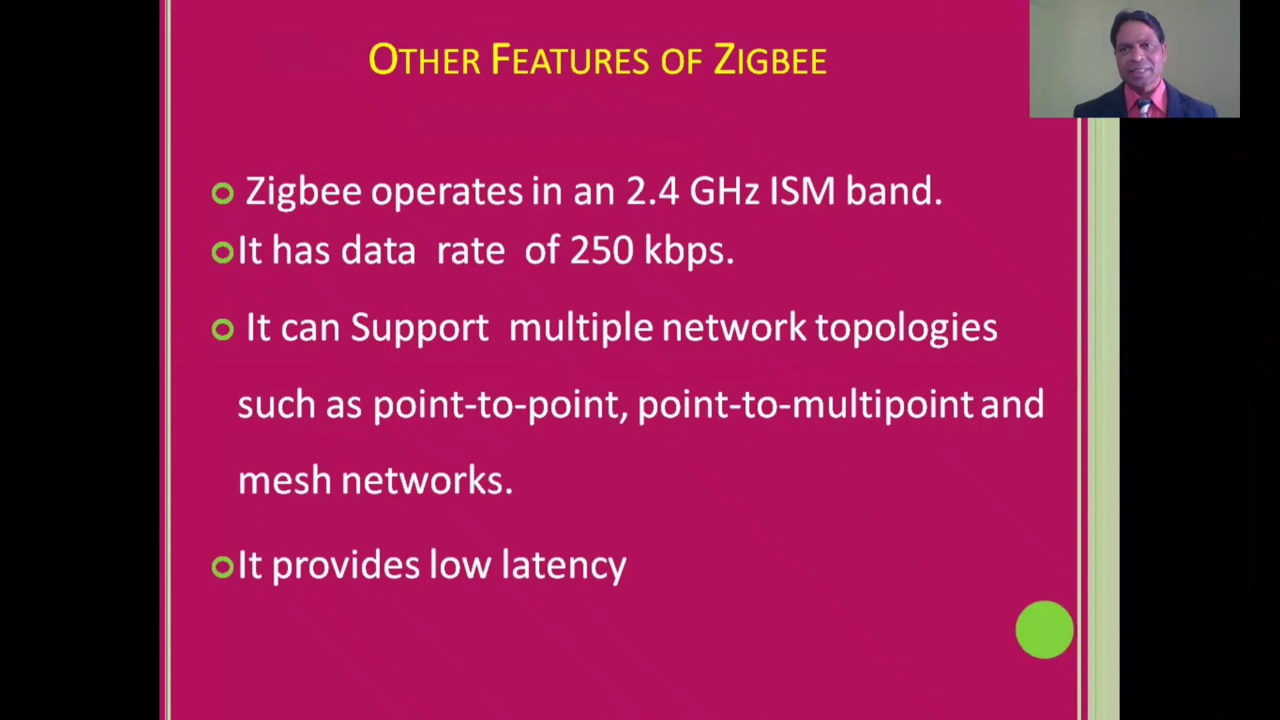 OTHER FEATURES OF ZIGBEE
Zigbee operates in an 2.4 GHz ISM band.
It has data rate of 250 kbps.
It can Support multiple network topologies
such as point-to-point, point-to-multipoint and
mesh networks.
It provides low latency